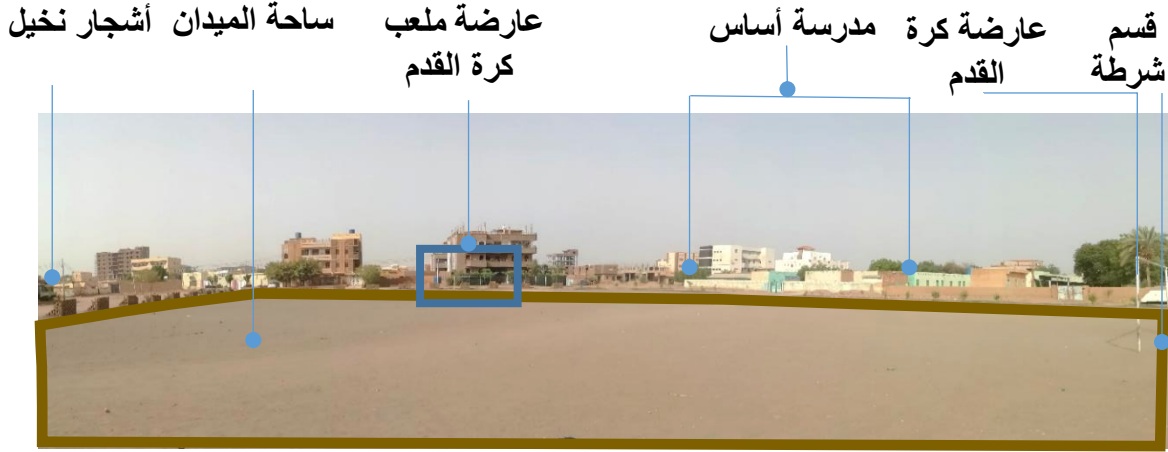 قسم
شرطة
عارضة كرة
القدم
مدرسة أساس
عارضة ملعب
كرة القدم
ساحة الميدان
أشجار نخيل